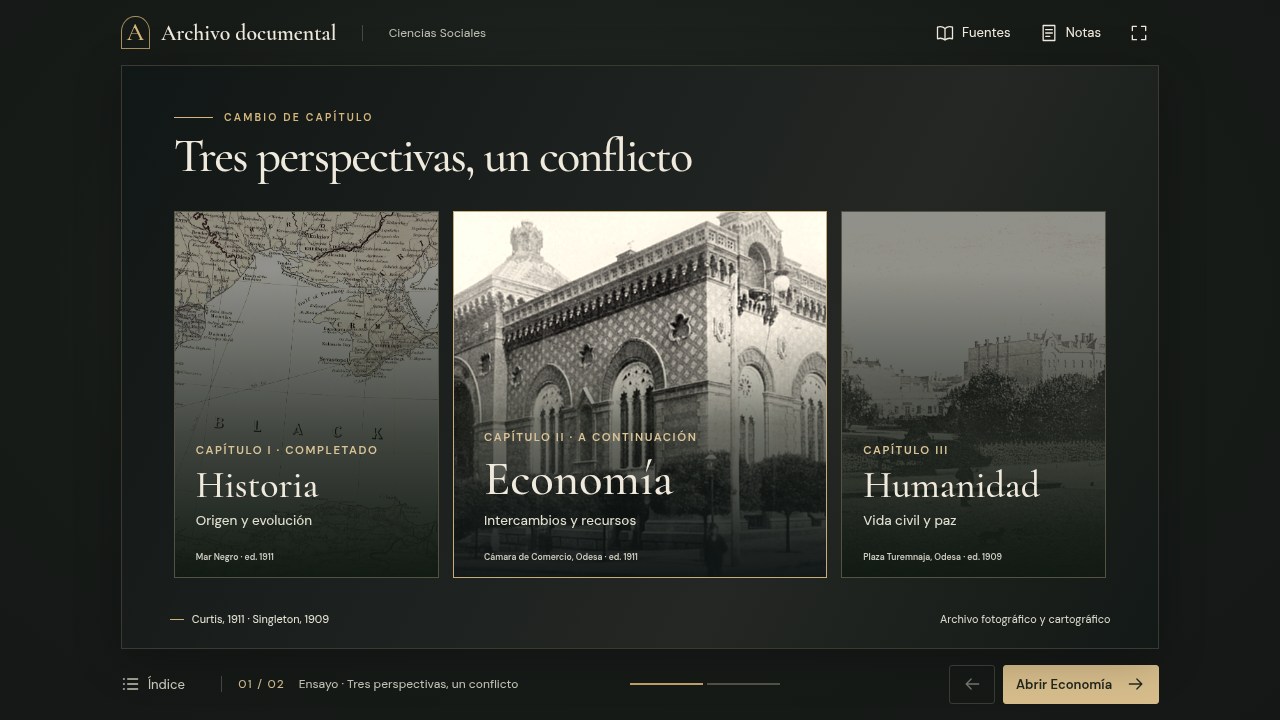 A Archivo documental
Ciencias Sociales
Fuentes
Notas
CAMBIO DE CAPÍTULO
Tres perspectivas, un conflicto
B L A C K
CAPÍTULO I · COMPLETADO
Historia
Origen y evolución
Mar Negro · ed. 1911
CAPÍTULO II · A CONTINUACIÓN
Economía
Intercambios y recursos
Cámara de Comercio, Odesa · ed. 1911
CAPÍTULO III
Humanidad
Vida civil y paz
Plaza Turemnaja, Odesa · ed. 1909
Curtis, 1911 · Singleton, 1909
Archivo fotográfico y cartográfico
Índice
01 / 02
Ensayo · Tres perspectivas, un conflicto
Abrir Economía